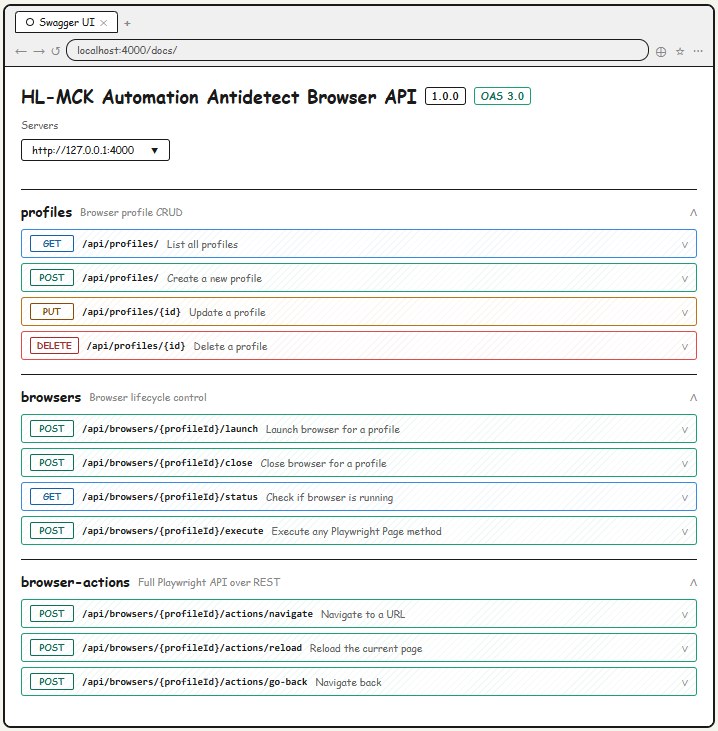 Swagger UI × +
localhost:4000/docs/
HL-MCK Automation Antidetect Browser API 1.0.0 OAS 3.0
Servers
http://127.0.0.1:4000 ▼
profiles Browser profile CRUD
GET /api/profiles/ List all profiles
POST /api/profiles/ Create a new profile
PUT /api/profiles/{id} Update a profile
DELETE /api/profiles/{id} Delete a profile
browsers Browser lifecycle control
POST /api/browsers/{profileId}/launch Launch browser for a profile
POST /api/browsers/{profileId}/close Close browser for a profile
GET /api/browsers/{profileId}/status Check if browser is running
POST /api/browsers/{profileId}/execute Execute any Playwright Page method
browser-actions Full Playwright API over REST
POST /api/browsers/{profileId}/actions/navigate Navigate to a URL
POST /api/browsers/{profileId}/actions/reload Reload the current page
POST /api/browsers/{profileId}/actions/go-back Navigate back